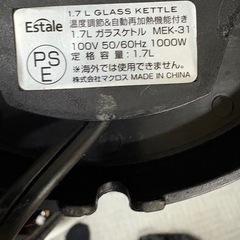 1.7L GLASS KETTLE
Estale
温度調節&自動再加熱機能付き
1.7L ガラスケトル MEK-31
100V 50/60Hz 1000W
定格容量:1.7L
※海外では使用できません。
株式会社マクロス MADE IN CHINA
PS
E